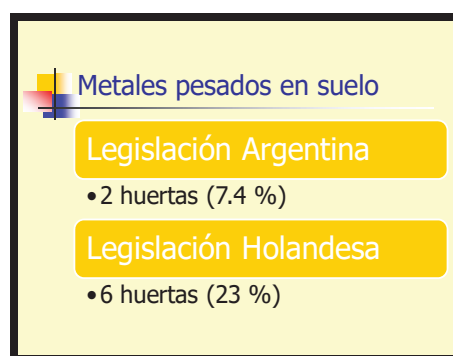 Metales pesados en suelo
Legislación Argentina
•2 huertas (7.4 %)
Legislación Holandesa
•6 huertas (23 %)